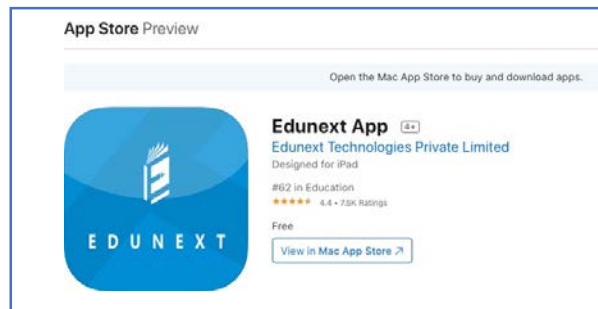 App Store Preview
Open the Mac App Store to buy and download apps.
EDUNEXT
Edunext App 4+
Edunext Technologies Private Limited
Designed for iPad
#62 in Education
★★★★★ 4.4 • 7.5K Ratings
Free
View in Mac App Store ↗